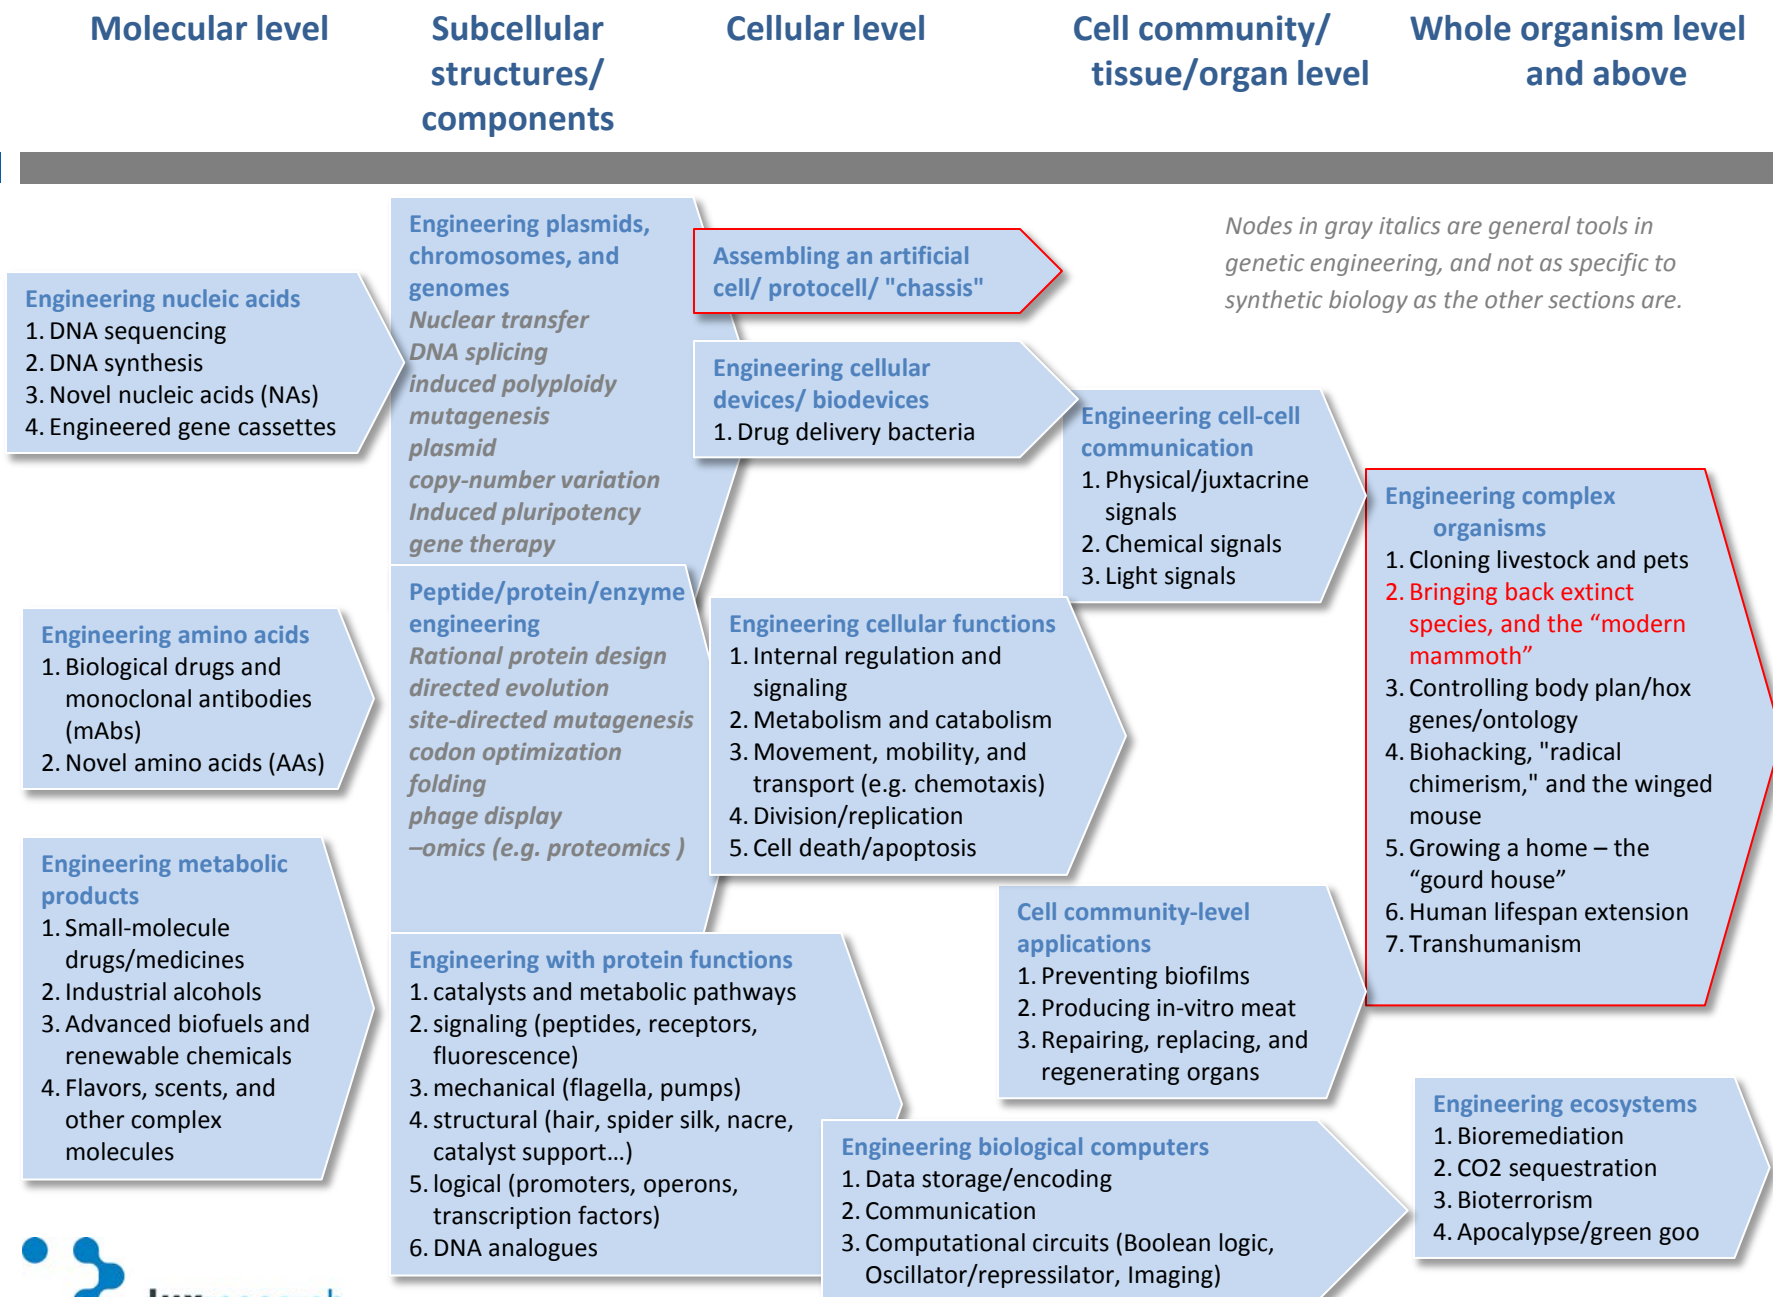 Molecular level
Subcellular
structures/
components
Cellular level
Cell community/
tissue/organ level
Whole organism level
and above
Nodes in gray italics are general tools in
genetic engineering, and not as specific to
synthetic biology as the other sections are.
Engineering nucleic acids
1. DNA sequencing
2. DNA synthesis
3. Novel nucleic acids (NAs)
4. Engineered gene cassettes
Engineering amino acids
1. Biological drugs and
monoclonal antibodies
(mAbs)
2. Novel amino acids (AAs)
Engineering metabolic
products
1. Small-molecule
drugs/medicines
2. Industrial alcohols
3. Advanced biofuels and
renewable chemicals
4. Flavors, scents, and
other complex
molecules
Engineering plasmids,
chromosomes, and
genomes
Nuclear transfer
DNA splicing
induced polyploidy
mutagenesis
plasmid
copy-number variation
Induced pluripotency
gene therapy
Peptide/protein/enzyme
engineering
Rational protein design
directed evolution
site-directed mutagenesis
codon optimization
folding
phage display
–omics (e.g. proteomics )
Engineering with protein functions
1. catalysts and metabolic pathways
2. signaling (peptides, receptors,
fluorescence)
3. mechanical (flagella, pumps)
4. structural (hair, spider silk, nacre,
catalyst support…)
5. logical (promoters, operons,
transcription factors)
6. DNA analogues
Assembling an artificial
cell/ protocell/ "chassis"
Engineering cellular
devices/ biodevices
1. Drug delivery bacteria
Engineering cellular functions
1. Internal regulation and
signaling
2. Metabolism and catabolism
3. Movement, mobility, and
transport (e.g. chemotaxis)
4. Division/replication
5. Cell death/apoptosis
Engineering biological computers
1. Data storage/encoding
2. Communication
3. Computational circuits (Boolean logic,
Oscillator/repressilator, Imaging)
Engineering cell-cell
communication
1. Physical/juxtacrine
signals
2. Chemical signals
3. Light signals
Cell community-level
applications
1. Preventing biofilms
2. Producing in-vitro meat
3. Repairing, replacing, and
regenerating organs
Engineering complex
organisms
1. Cloning livestock and pets
2. Bringing back extinct
species, and the “modern
mammoth”
3. Controlling body plan/hox
genes/ontology
4. Biohacking, "radical
chimerism," and the winged
mouse
5. Growing a home – the
“gourd house”
6. Human lifespan extension
7. Transhumanism
Engineering ecosystems
1. Bioremediation
2. CO2 sequestration
3. Bioterrorism
4. Apocalypse/green goo